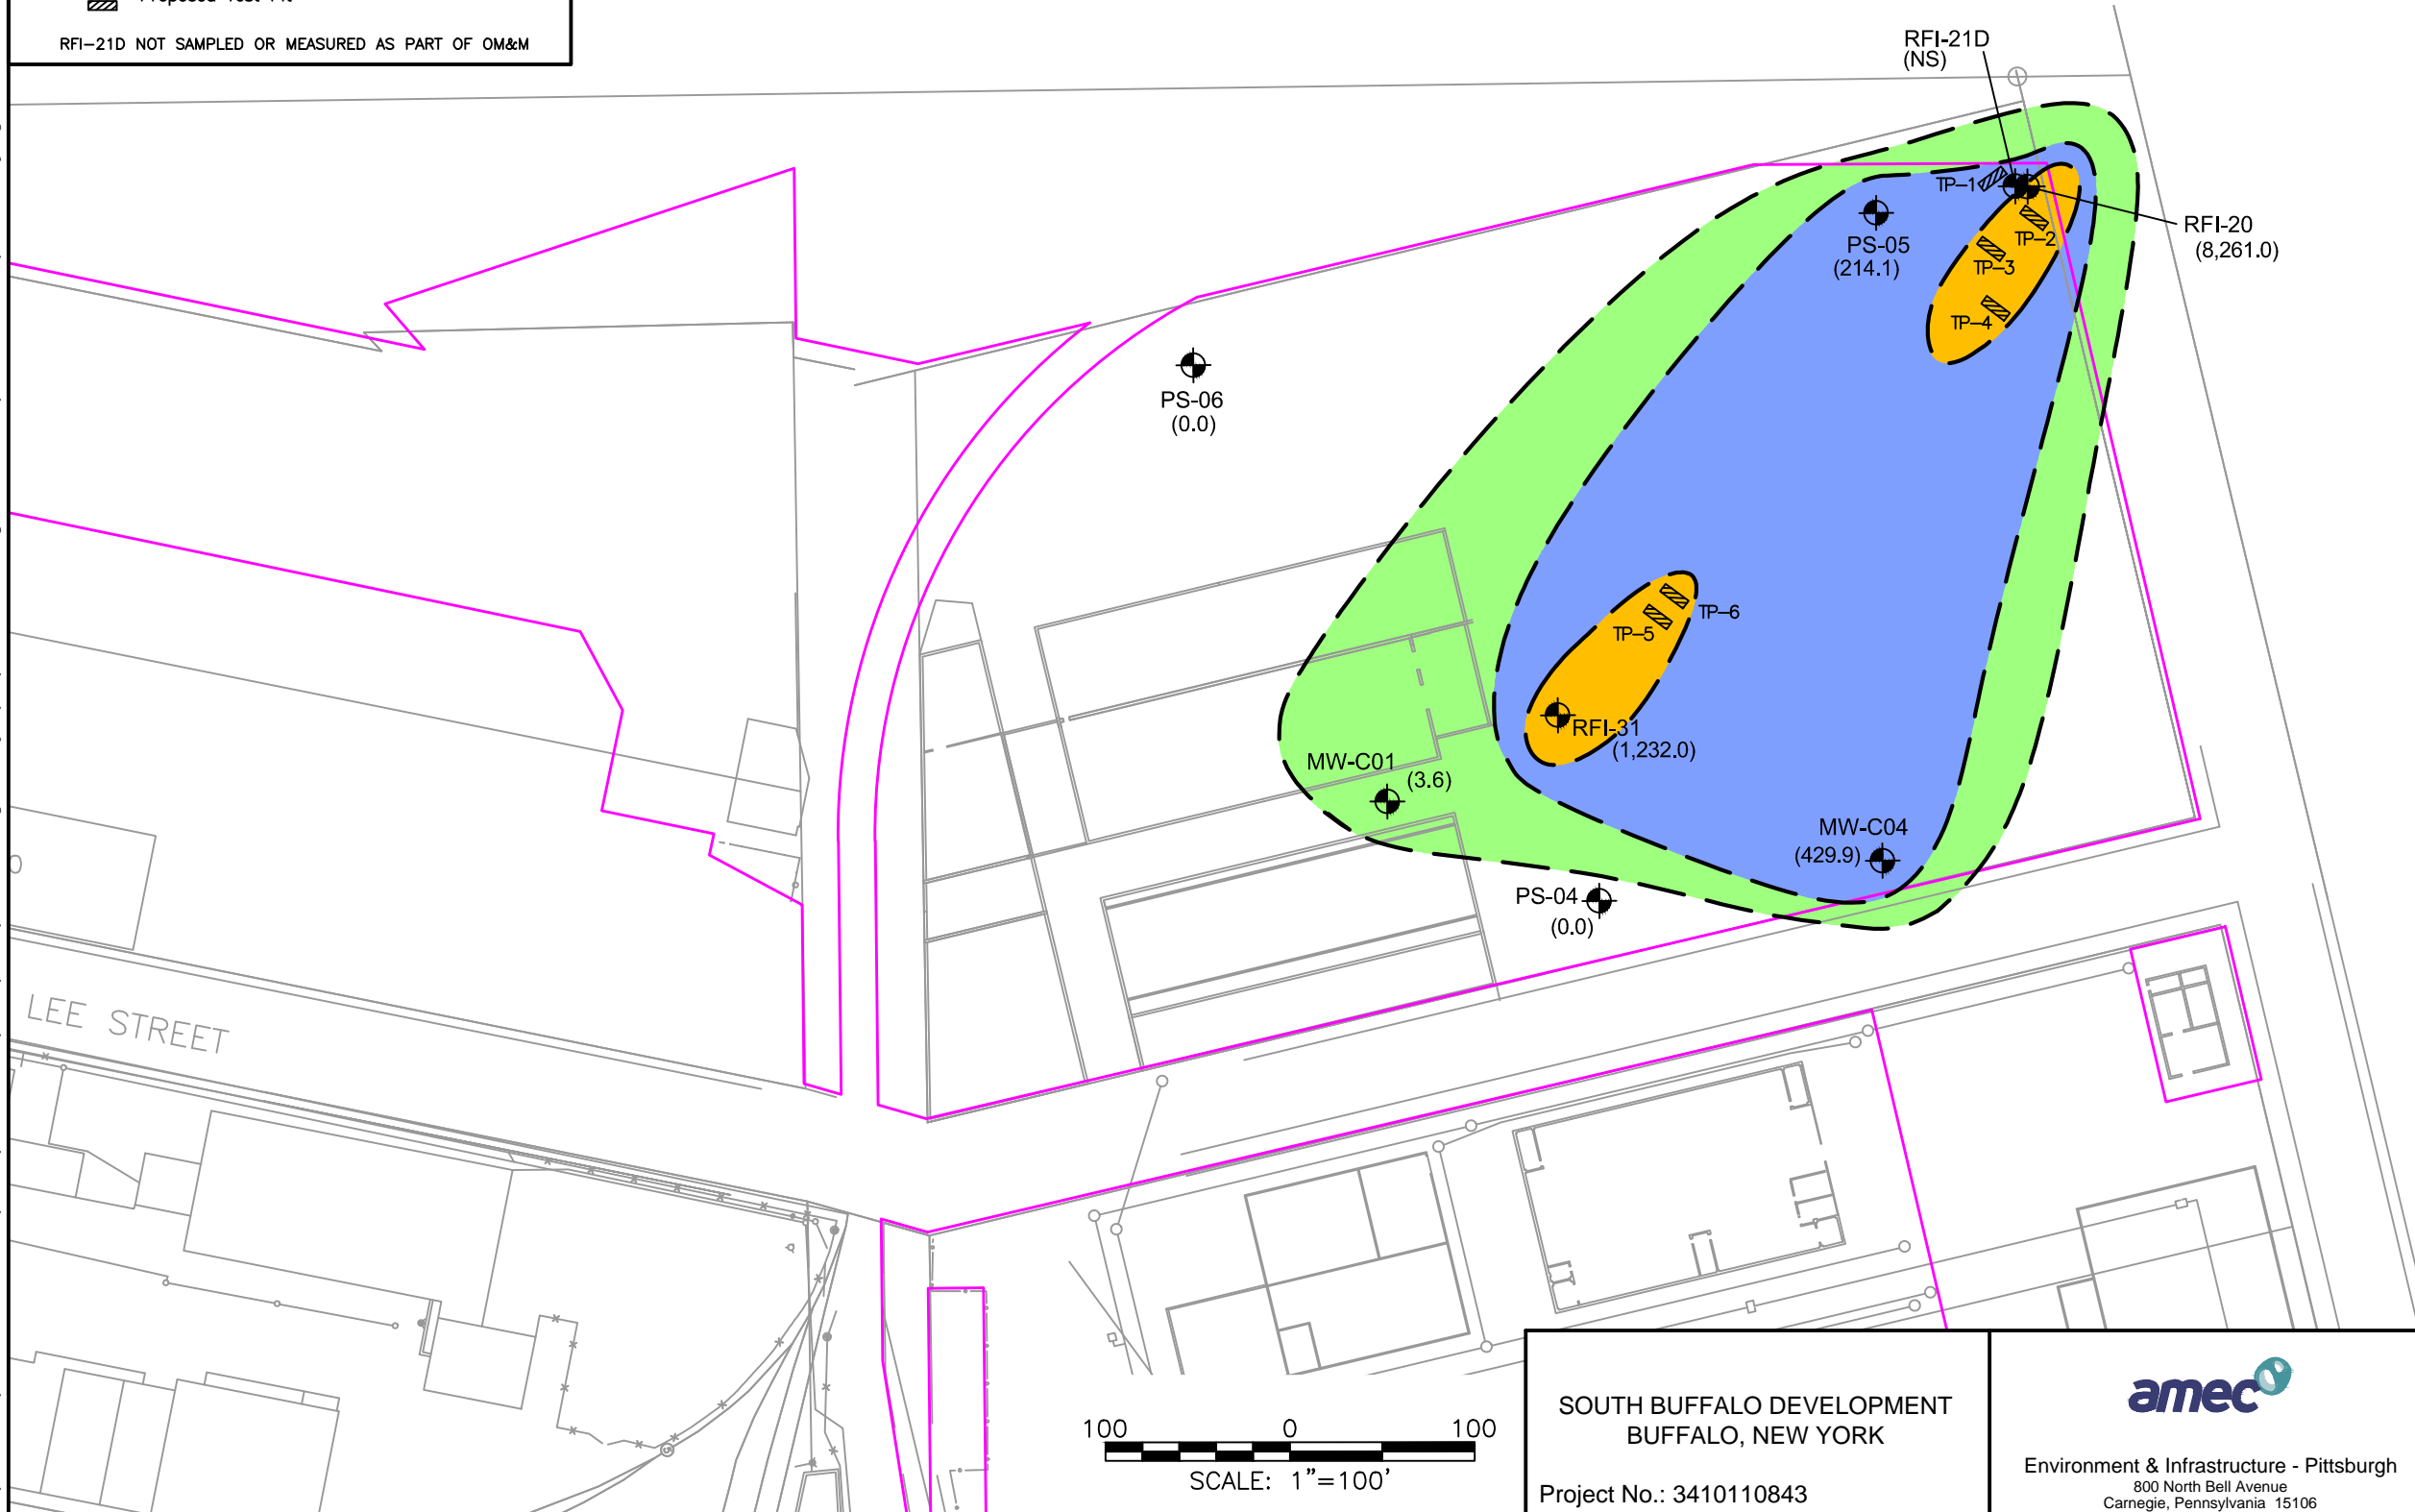 RFI-21D NOT SAMPLED OR MEASURED AS PART OF OM&M
RFI-21D
(NS)
TP-1
RFI-20
(8,261.0)
PS-05
(214.1)
TP-2
TP-3
TP-4
PS-06
(0.0)
TP-6
TP-5
RFI-31
(1,232.0)
MW-C01
(3.6)
MW-C04
(429.9)
PS-04
(0.0)
LEE STREET
100 0 100
SCALE: 1"=100'
SOUTH BUFFALO DEVELOPMENT
BUFFALO, NEW YORK
Project No.: 3410110843
amec
Environment & Infrastructure - Pittsburgh
800 North Bell Avenue
Carnegie, Pennsylvania 15106